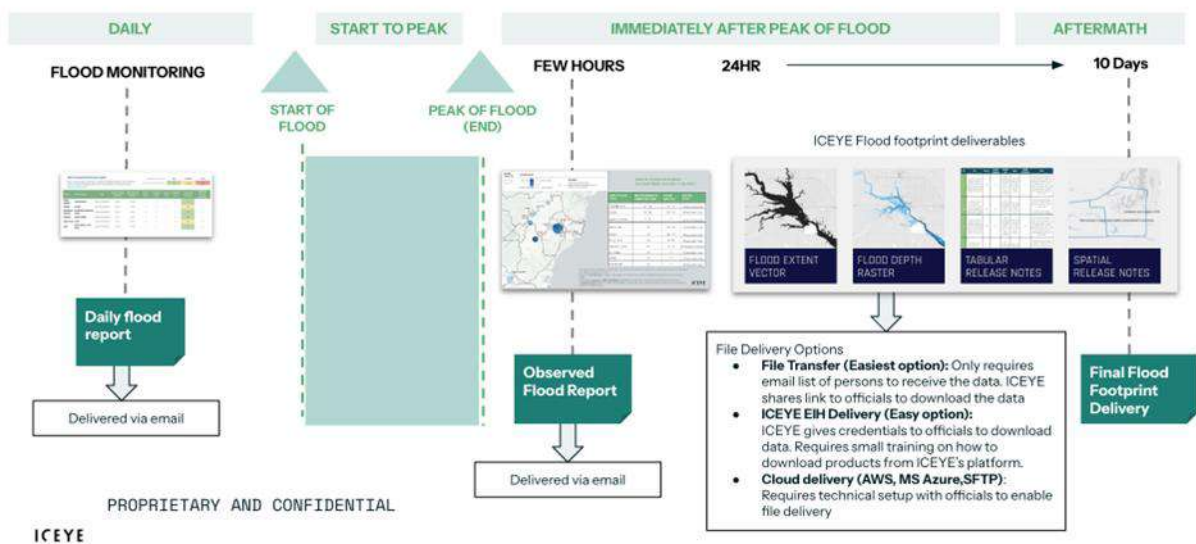 DAILY
START TO PEAK
IMMEDIATELY AFTER PEAK OF FLOOD
AFTERMATH
FLOOD MONITORING
FEW HOURS
24HR
10 Days
START OF
FLOOD
PEAK OF FLOOD
(END)
ICEYE Flood footprint deliverables
FLOOD EXTENT
VECTOR
FLOOD DEPTH
RASTER
TABULAR
RELEASE NOTES
SPATIAL
RELEASE NOTES
ICEYE
Daily flood
report
Delivered via email
Observed
Flood Report
Delivered via email
File Delivery Options
● File Transfer (Easiest option): Only requires
email list of persons to receive the data. ICEYE
shares link to officials to download the data
● ICEYE EIH Delivery (Easy option):
ICEYE gives credentials to officials to download
data. Requires small training on how to
download products from ICEYE's platform.
● Cloud delivery (AWS, MS Azure,SFTP):
Requires technical setup with officials to enable
file delivery
Final Flood
Footprint
Delivery
PROPRIETARY AND CONFIDENTIAL
ICEYE